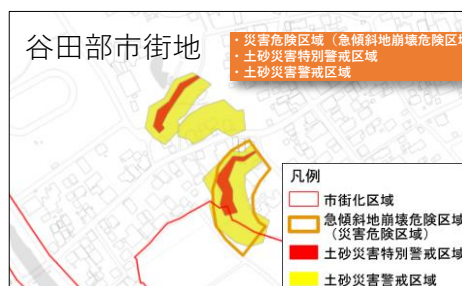 谷田部市街地
・災害危険区域（急傾斜地崩壊危険区域
・土砂災害特別警戒区域
・土砂災害警戒区域
凡例
市街化区域
急傾斜地崩壊危険区域
（災害危険区域）
土砂災害特別警戒区域
土砂災害警戒区域